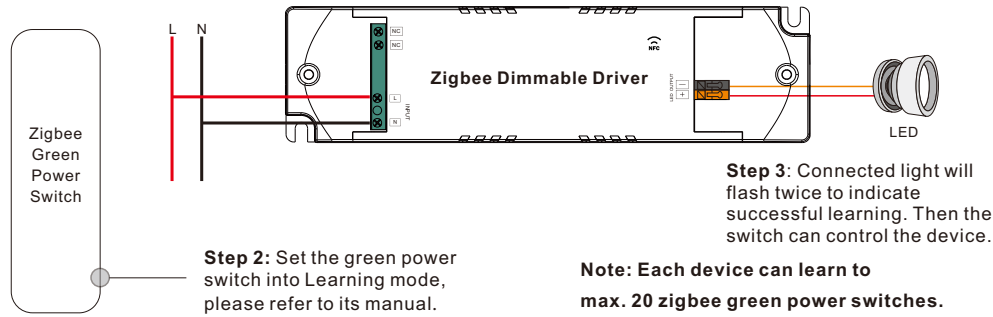 L N
NC
NC
NFC
Zigbee Dimmable Driver
LED OUTPUT
—
+
L
INPUT
N
LED
Zigbee
Green
Power
Switch
Step 2: Set the green power
switch into Learning mode,
please refer to its manual.
Step 3: Connected light will
flash twice to indicate
successful learning. Then the
switch can control the device.
Note: Each device can learn to
max. 20 zigbee green power switches.